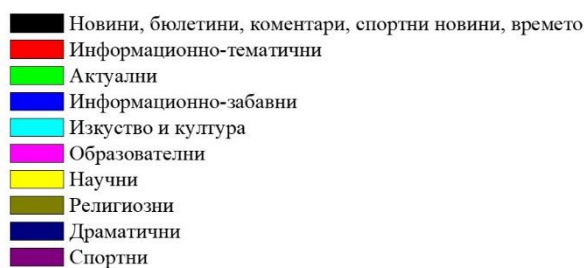 Новини, бюлетини, коментари, спортни новини, времето
Информационно-тематични
Актуални
Информационно-забавни
Изкуство и култура
Образователни
Научни
Религиозни
Драматични
Спортни